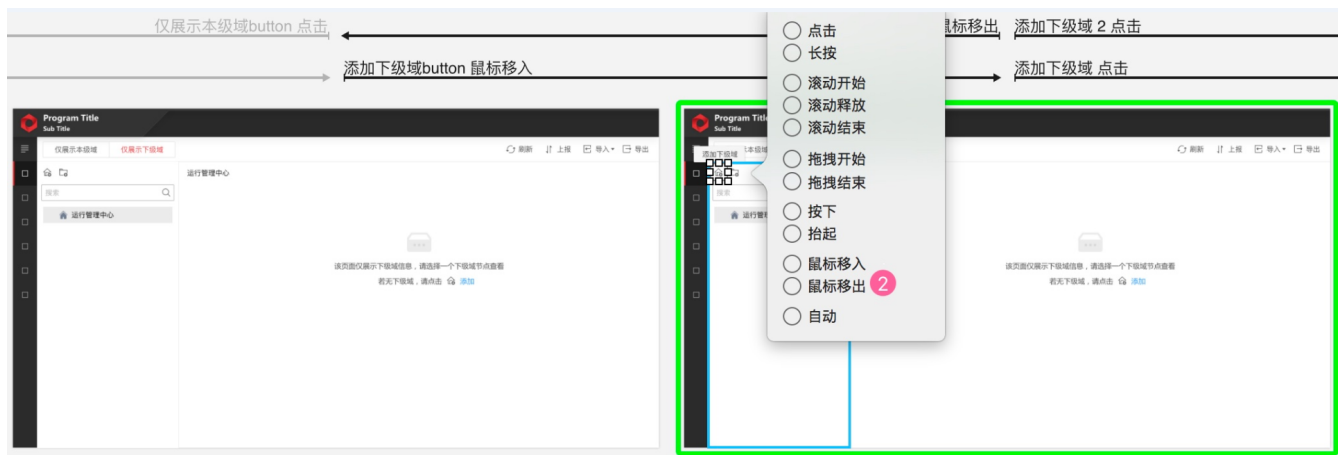 仅展示本级域button 点击
鼠标移出
添加下级域 2 点击
添加下级域button 鼠标移入
添加下级域 点击
Program Title
Sub Title
仅展示本级域
仅展示下级域
刷新
上报
导入
导出
运行管理中心
搜索
运行管理中心
该页面仅展示下级域信息，请选择一个下级域节点查看
若无下级域，请点击 添加
点击
长按
滚动开始
滚动释放
滚动结束
拖拽开始
拖拽结束
按下
抬起
鼠标移入
鼠标移出 2
自动
Program Titl
Sub Title
添加下级域
本级域
刷新
上报
导入
导出
搜索
运行管理
该页面仅展示下级域信息，请选择一个下级域节点查看
若无下级域，请点击 添加